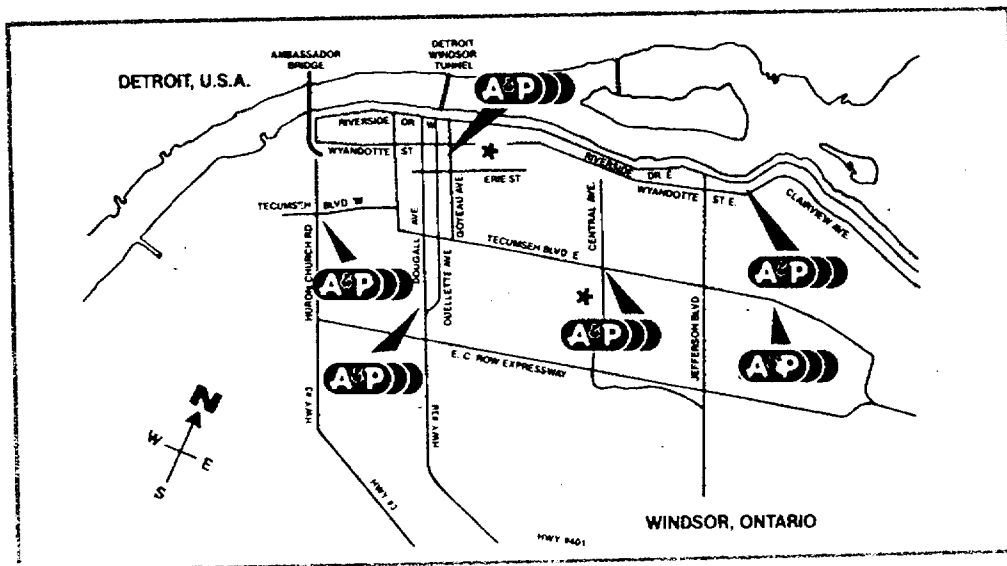 AMBASSADOR
BRIDGE
DETROIT
WINDSOR
TUNNEL
DETROIT, U.S.A.
A&P
RIVERSIDE DR W
WYANDOTTE ST
RIVERSIDE DR E
WYANDOTTE ST E.
CLAIRVIEW AVE
ERIE ST
TECUMSEH BLVD W
GOYEAU AVE
CENTRAL AVE.
TECUMSEH BLVD E
HURON CHURCH RD
DOUGALL AVE
OUELLETTE AVE
JEFFERSON BLVD
A&P
A&P
A&P
A&P
A&P
E. C. ROW EXPRESSWAY
HWY #3
N
W
E
S
HWY #3
HWY #401
WINDSOR, ONTARIO